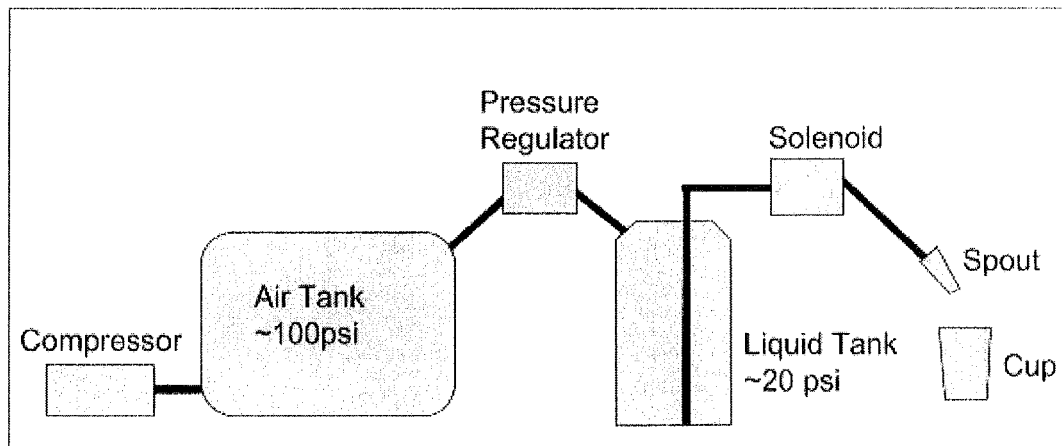 Pressure
Regulator
Solenoid
Spout
Air Tank
~100psi
Compressor
Liquid Tank
~20 psi
Cup